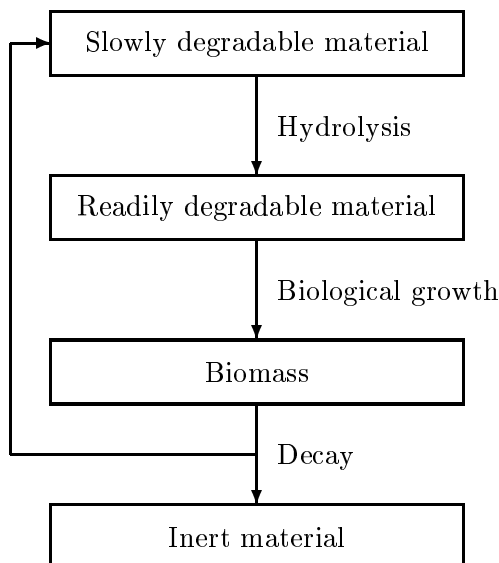 Slowly degradable material
Hydrolysis
Readily degradable material
Biological growth
Biomass
Decay
Inert material